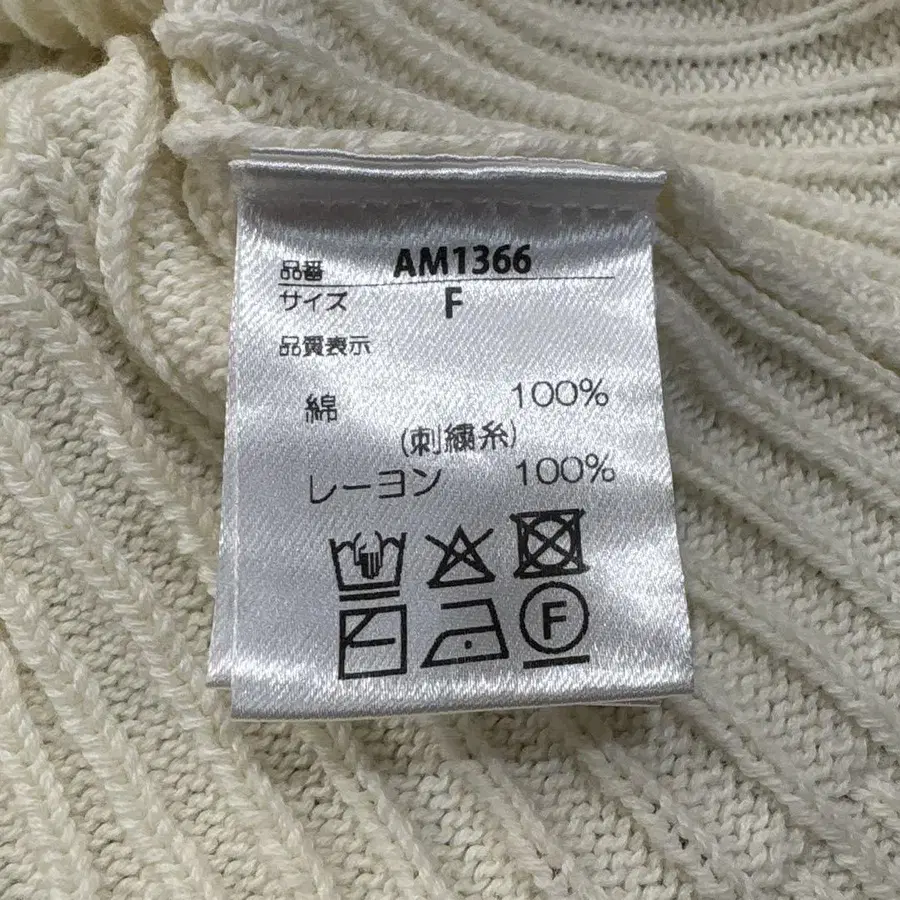 品番 AM1366
サイズ F
品質表示
綿 100%
(刺繍糸)
レーヨン 100%
F